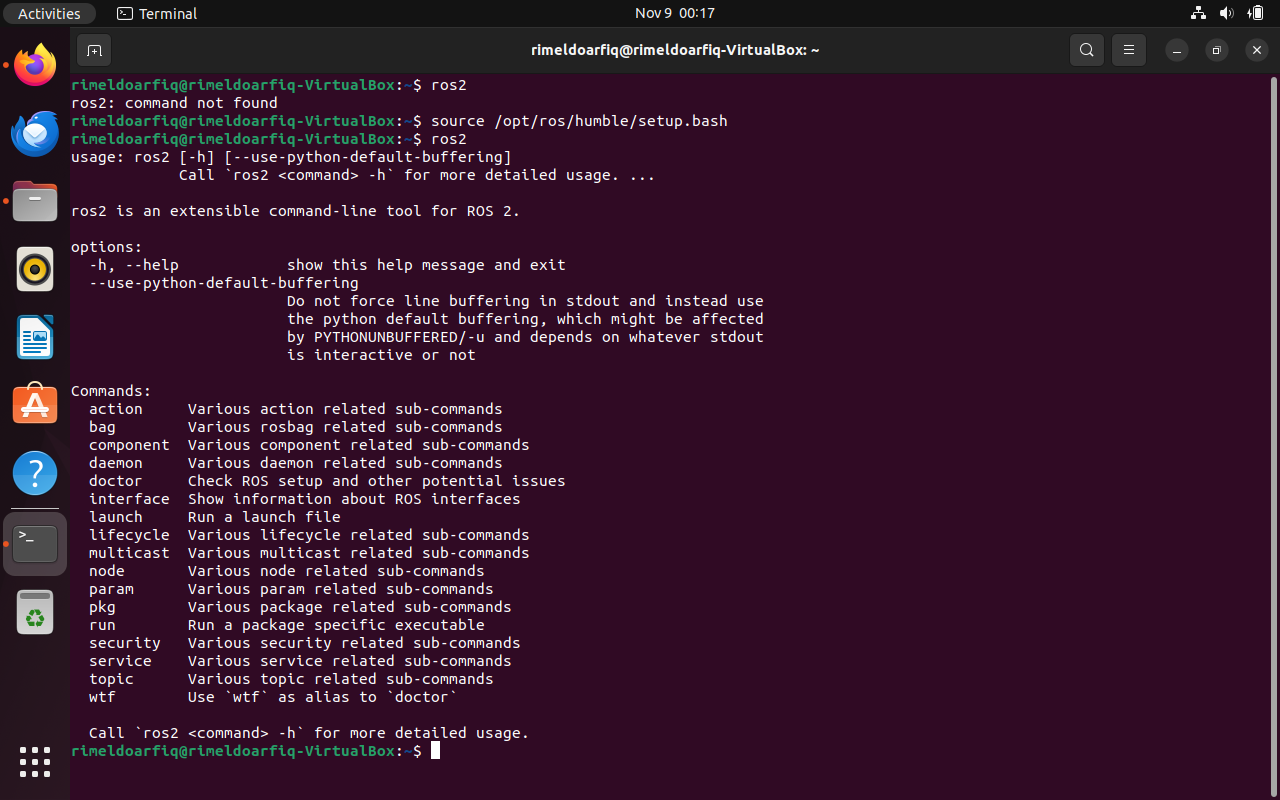 Activities
Terminal
Nov 9 00:17
rimeldoarfiq@rimeldoarfiq-VirtualBox: ~
rimeldoarfiq@rimeldoarfiq-VirtualBox:~$ ros2
ros2: command not found
rimeldoarfiq@rimeldoarfiq-VirtualBox:~$ source /opt/ros/humble/setup.bash
rimeldoarfiq@rimeldoarfiq-VirtualBox:~$ ros2
usage: ros2 [-h] [--use-python-default-buffering]
            Call `ros2 <command> -h` for more detailed usage. ...
ros2 is an extensible command-line tool for ROS 2.
options:
  -h, --help            show this help message and exit
  --use-python-default-buffering
                        Do not force line buffering in stdout and instead use
                        the python default buffering, which might be affected
                        by PYTHONUNBUFFERED/-u and depends on whatever stdout
                        is interactive or not
Commands:
  action     Various action related sub-commands
  bag        Various rosbag related sub-commands
  component  Various component related sub-commands
  daemon     Various daemon related sub-commands
  doctor     Check ROS setup and other potential issues
  interface  Show information about ROS interfaces
  launch     Run a launch file
  lifecycle  Various lifecycle related sub-commands
  multicast  Various multicast related sub-commands
  node       Various node related sub-commands
  param      Various param related sub-commands
  pkg        Various package related sub-commands
  run        Run a package specific executable
  security   Various security related sub-commands
  service    Various service related sub-commands
  topic      Various topic related sub-commands
  wtf        Use `wtf` as alias to `doctor`
  Call `ros2 <command> -h` for more detailed usage.
rimeldoarfiq@rimeldoarfiq-VirtualBox:~$